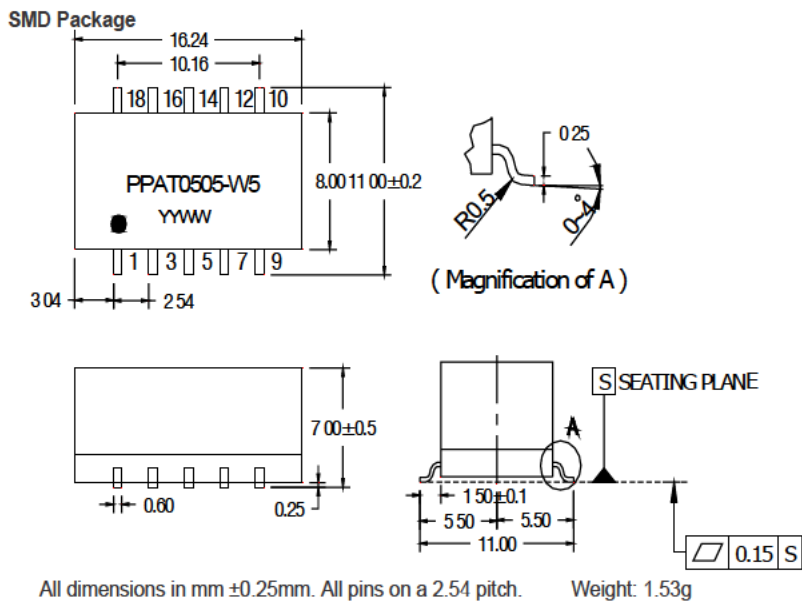 SMD Package
16.24
10.16
18 16 14 12 10
PPAT0505-W5
YYWW
8.00 11 00±0.2
1 3 5 7 9
3 04
2 54
0 25
R0.5
0~4°
( Magnification of A )
7 00±0.5
0.60
0.25
A
S SEATING PLANE
1 50±0.1
5 50
5.50
11.00
0.15 S
All dimensions in mm ±0.25mm. All pins on a 2.54 pitch. Weight: 1.53g